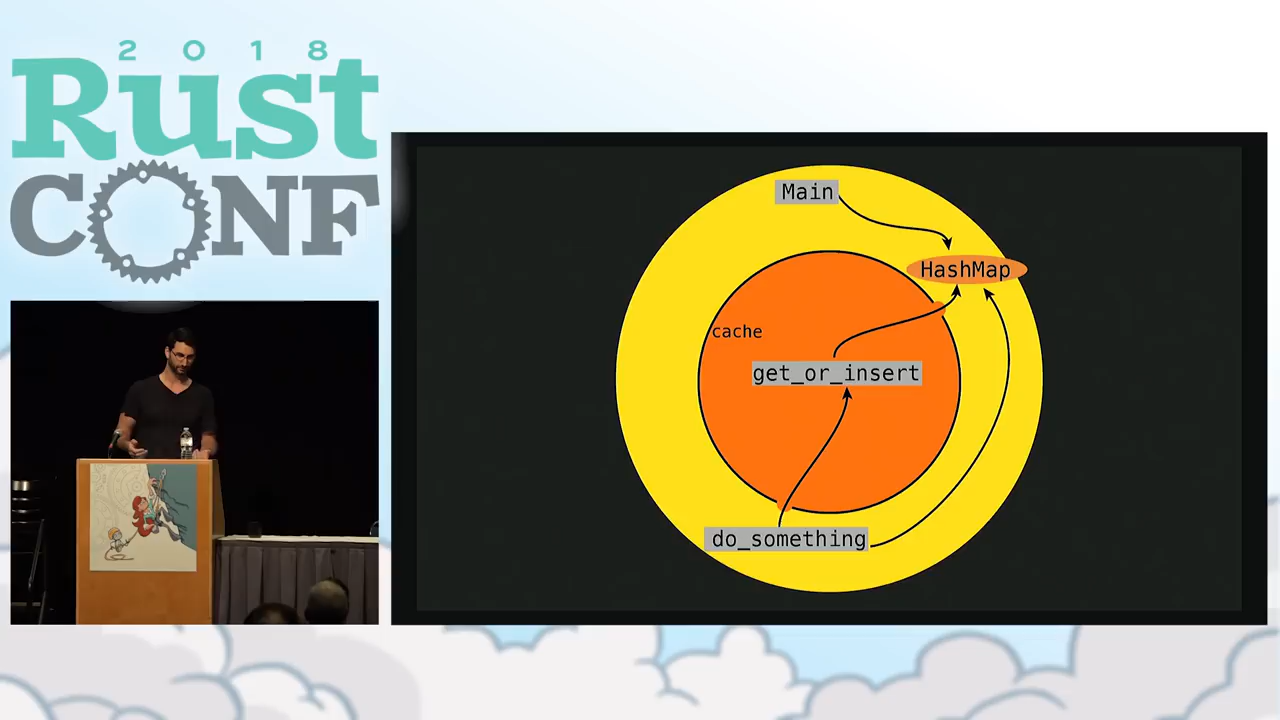 2018
Rust
CONF
Main
HashMap
cache
get_or_insert
do_something